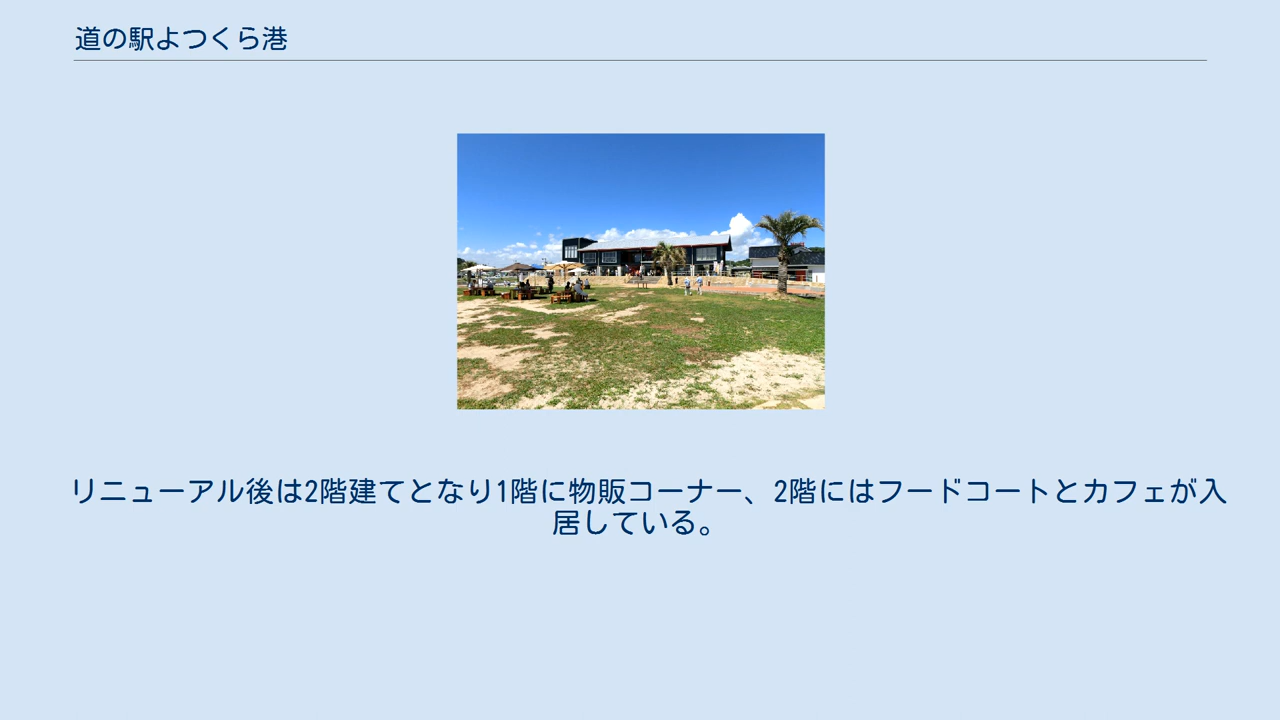 道の駅よつくら港
リニューアル後は2階建てとなり1階に物販コーナー、2階にはフードコートとカフェが入
居している。